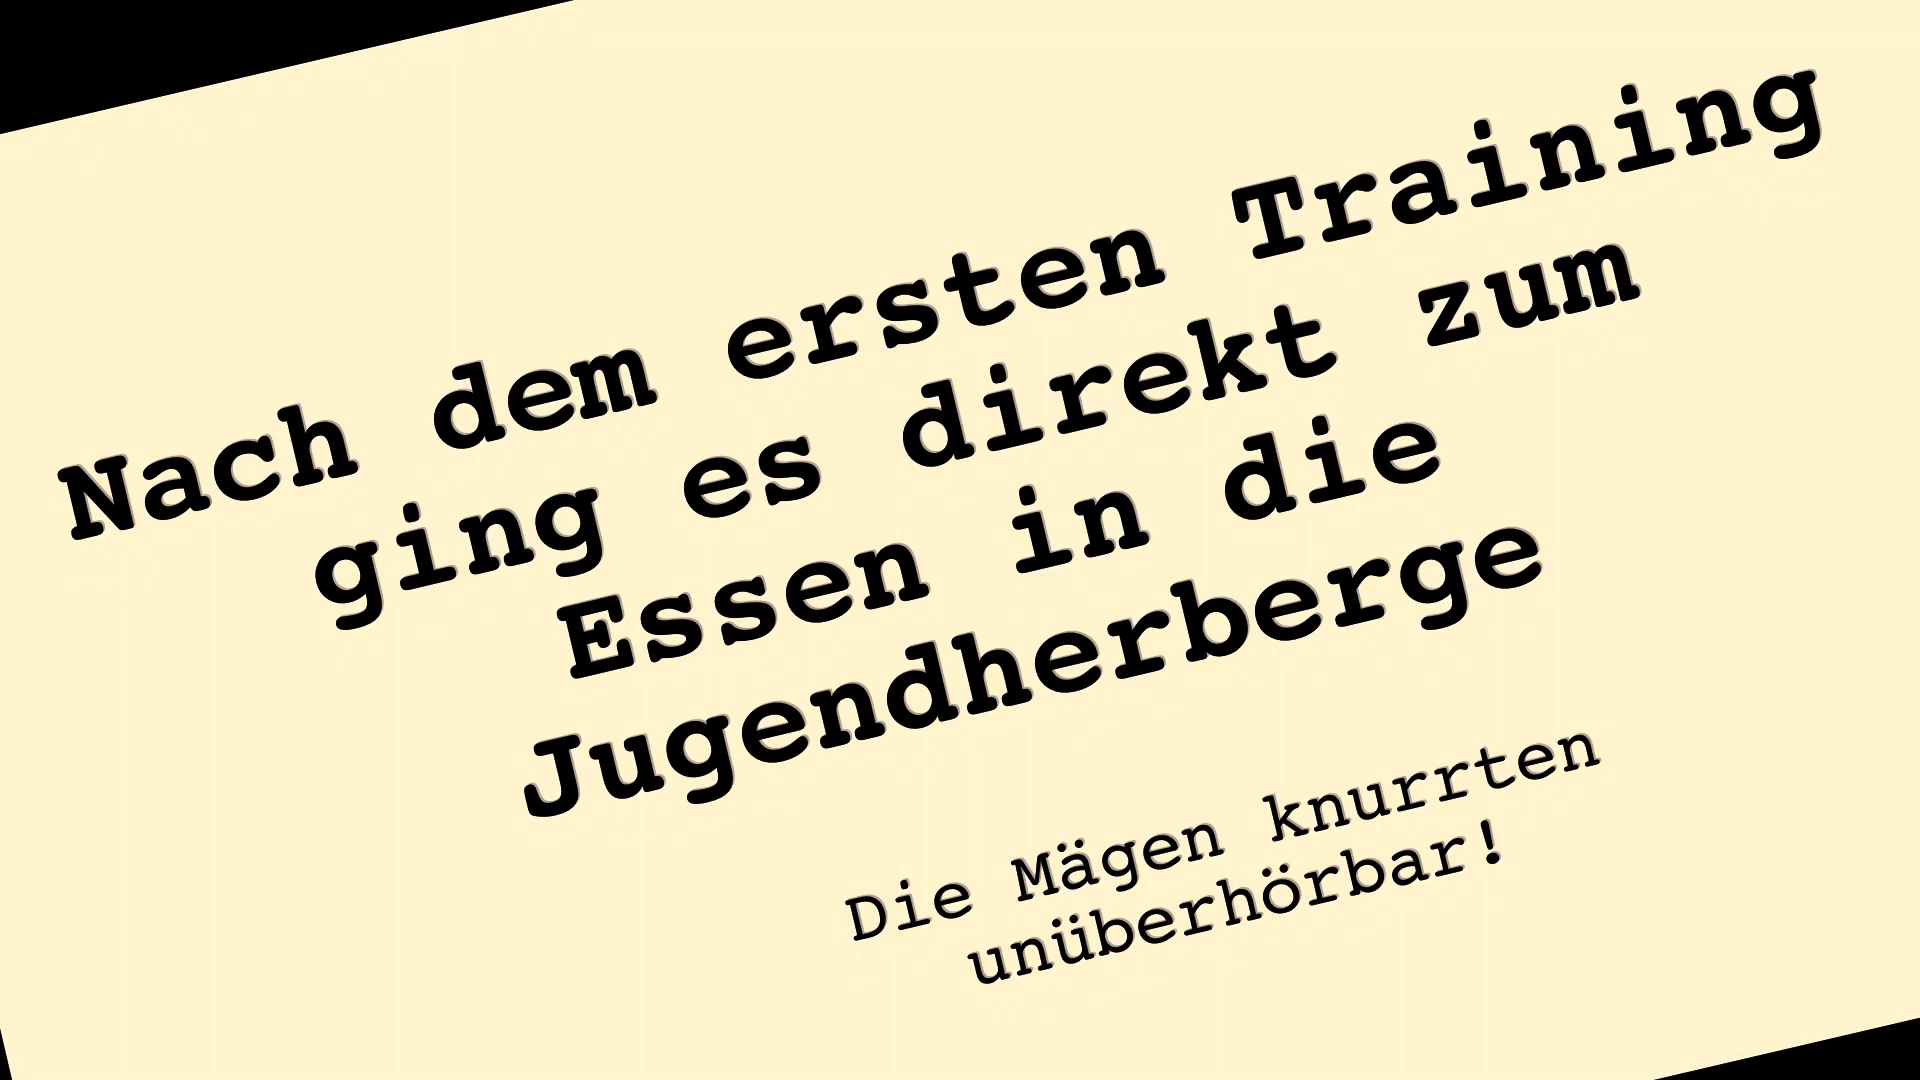 Nach dem ersten Training
ging es direkt zum
Essen in die
Jugendherberge
Die Mägen knurrten
unüberhörbar!